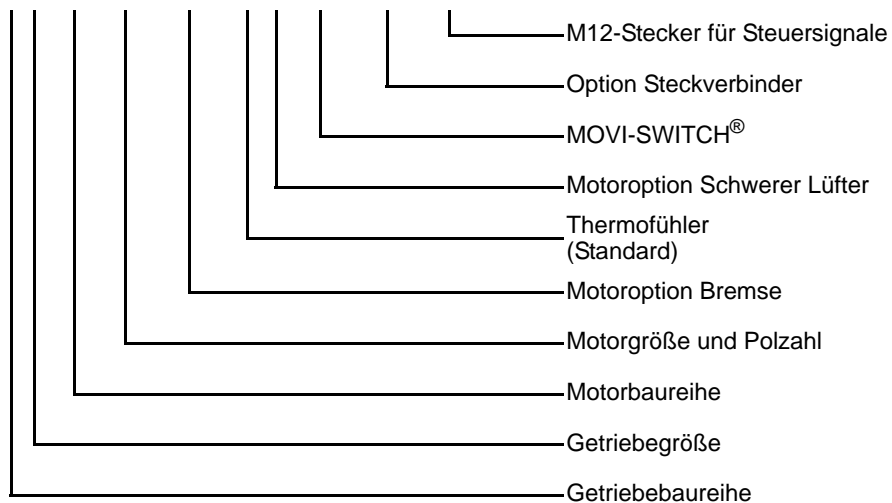 M12-Stecker für Steuersignale
Option Steckverbinder
MOVI-SWITCH®
Motoroption Schwerer Lüfter
Thermofühler
(Standard)
Motoroption Bremse
Motorgröße und Polzahl
Motorbaureihe
Getriebegröße
Getriebebaureihe